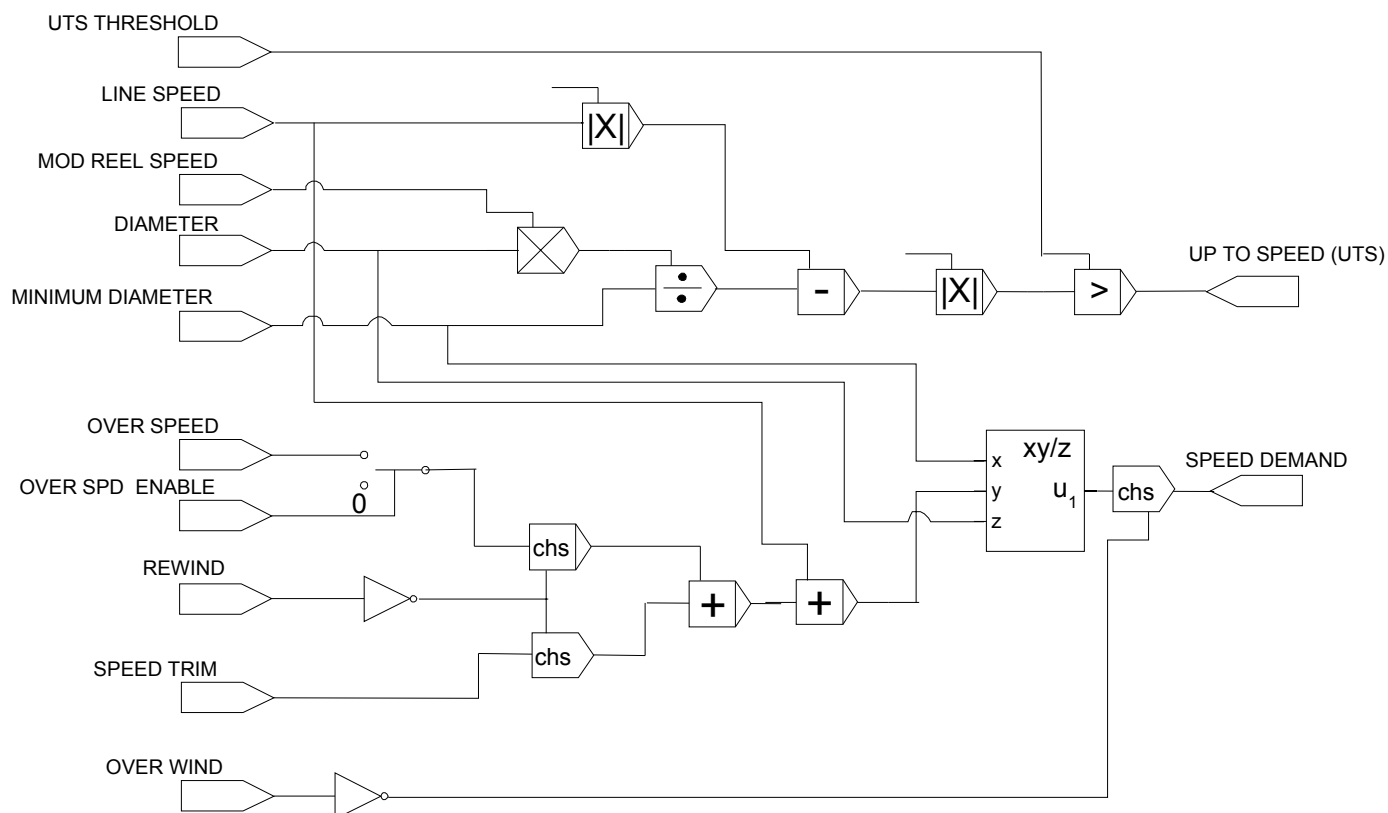 UTS THRESHOLD
LINE SPEED
|X|
MOD REEL SPEED
DIAMETER
UP TO SPEED (UTS)
MINIMUM DIAMETER
÷
-
|X|
>
OVER SPEED
xy/z
x
SPEED DEMAND
OVER SPD ENABLE
0
y
u1
chs
z
chs
REWIND
+
+
chs
SPEED TRIM
OVER WIND